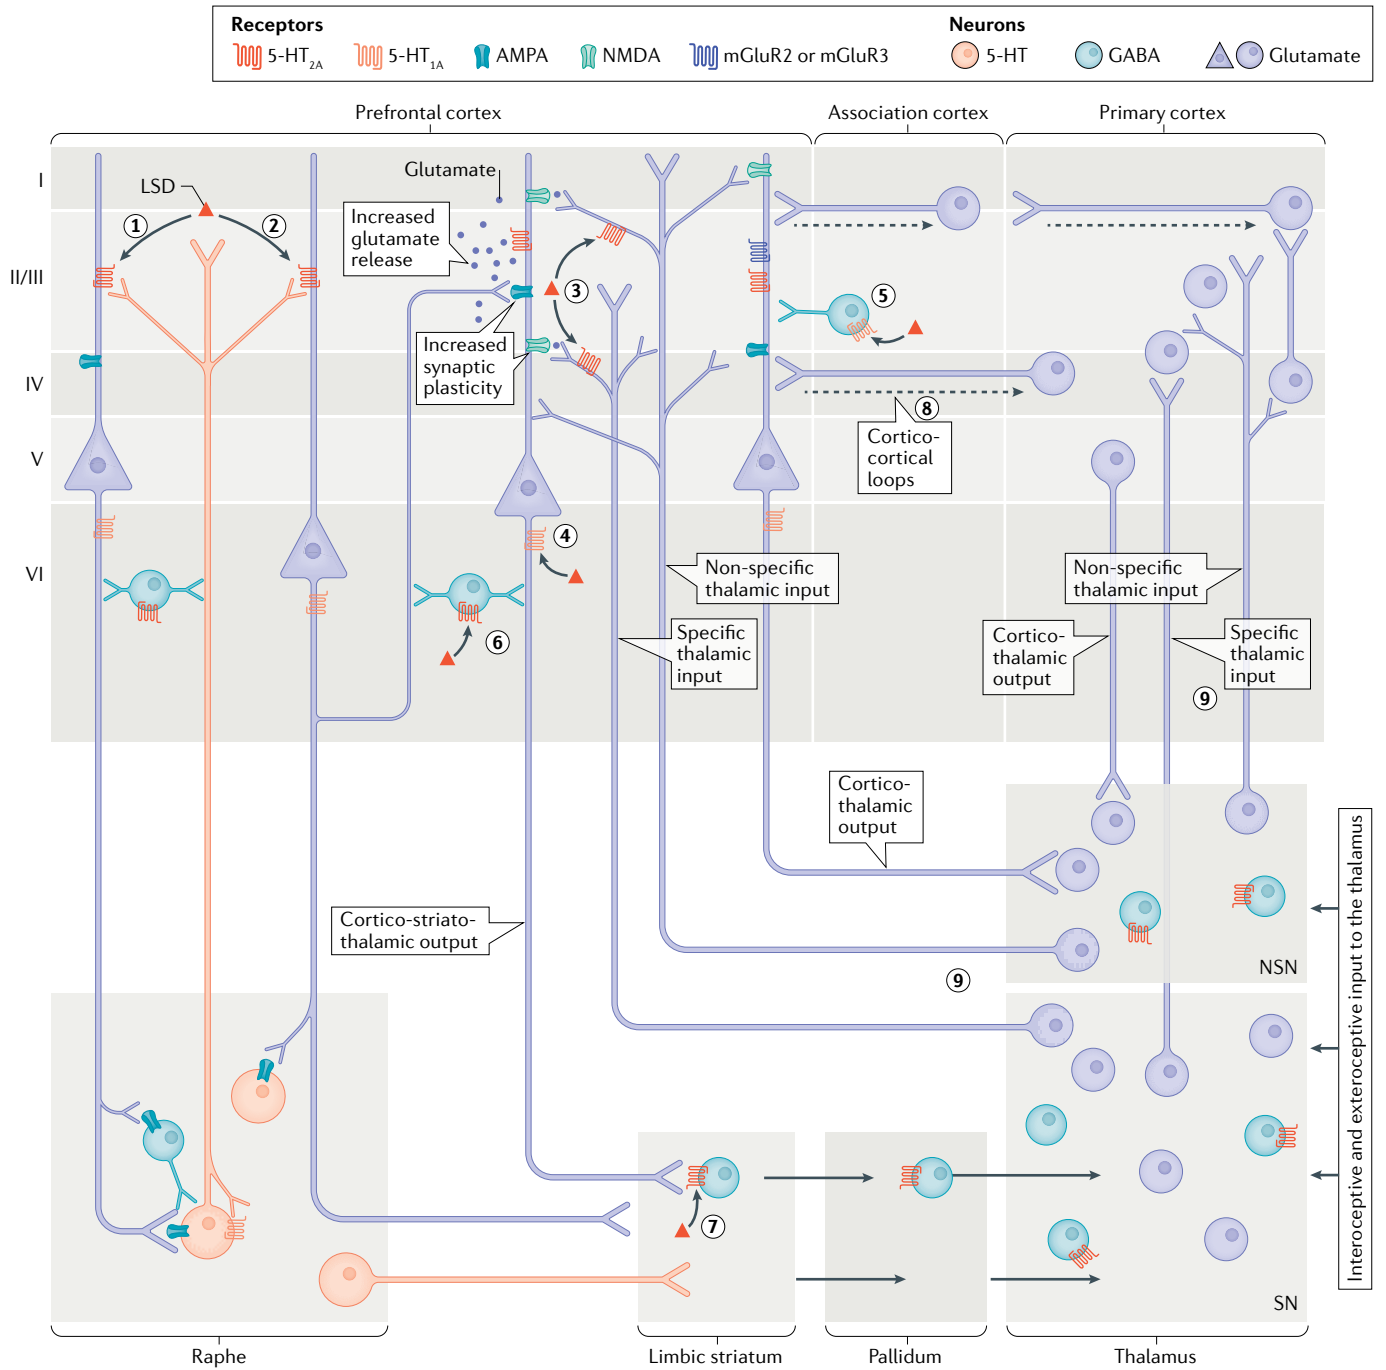 Receptors
Neurons
5-HT2A
5-HT1A
AMPA
NMDA
mGluR2 or mGluR3
5-HT
GABA
Glutamate
Prefrontal cortex
Association cortex
Primary cortex
I
II/III
IV
V
VI
LSD
1
2
Glutamate
Increased
glutamate
release
3
Increased
synaptic
plasticity
4
5
6
8
Cortico-
cortical
loops
Non-specific
thalamic input
Specific
thalamic
input
Non-specific
thalamic input
Cortico-
thalamic
output
Specific
thalamic
input
9
Cortico-
thalamic
output
Cortico-striato-
thalamic output
9
NSN
7
SN
Interoceptive and exteroceptive input to the thalamus
Raphe
Limbic striatum
Pallidum
Thalamus